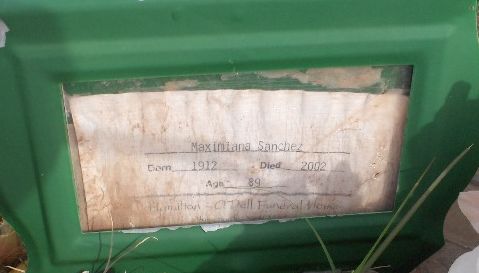 Maximiana Sanchez
Born 1912 Died 2002
Age 89
Hamilton - O'Dell Funeral Home